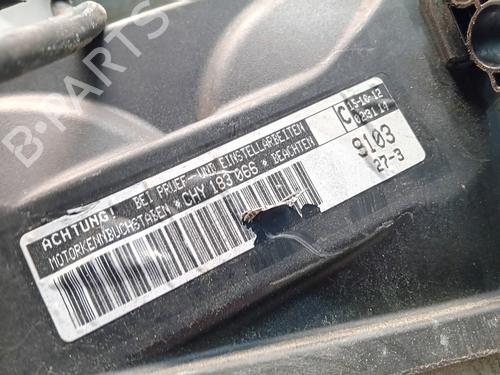 ACHTUNG! BEI PRUEF- UND EINSTELLARBEITEN
MOTORKENNBUCHSTABEN * CHY 183 066 * BEACHTEN
C
15-10-12
9103
27-3
B-PARTS